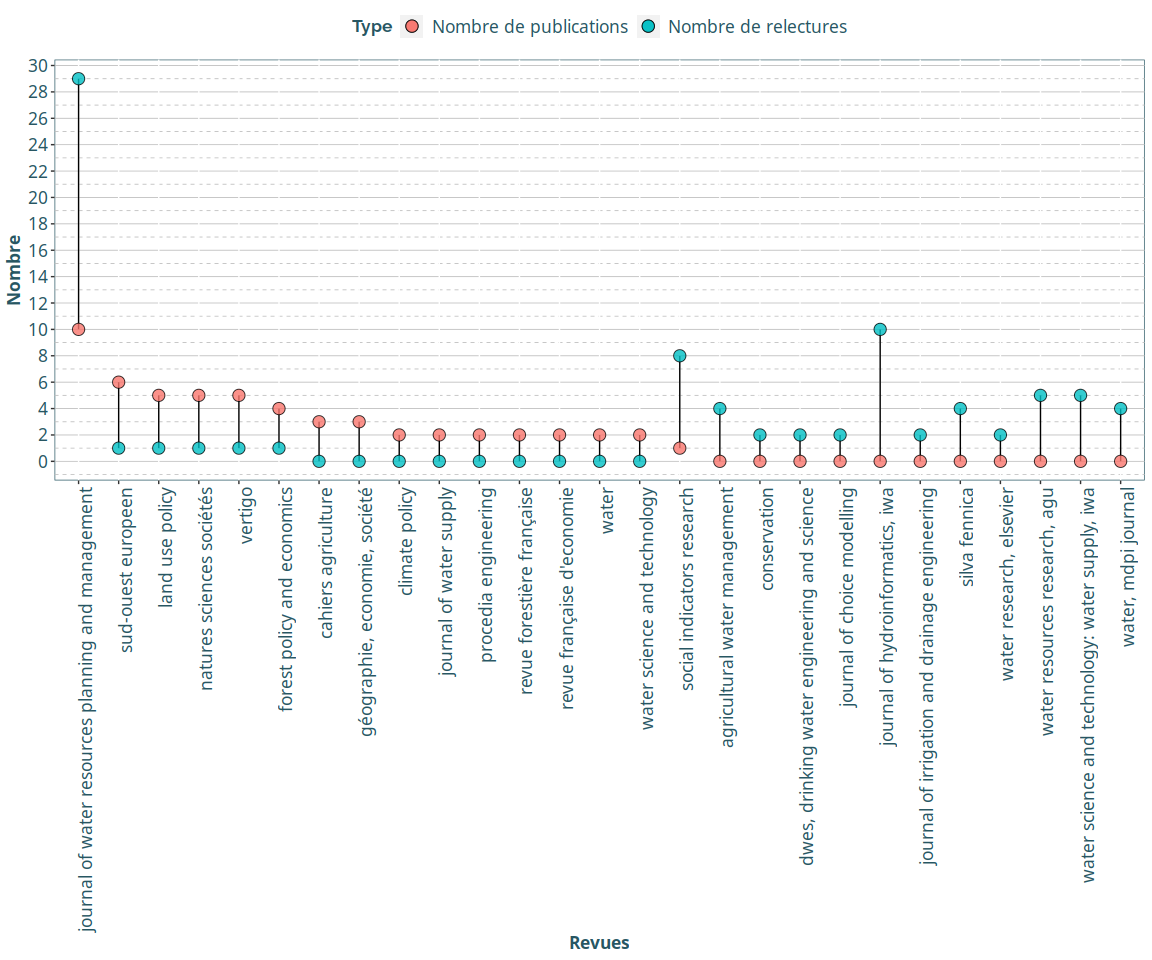 Type Nombre de publications Nombre de relectures
Nombre
30
28
26
24
22
20
18
16
14
12
10
8
6
4
2
0
journal of water resources planning and management
sud-ouest europeen
land use policy
natures sciences sociétés
vertigo
forest policy and economics
cahiers agriculture
géographie, economie, société
climate policy
journal of water supply
procedia engineering
revue forestière française
revue française d'economie
water
water science and technology
social indicators research
agricultural water management
conservation
dwes, drinking water engineering and science
journal of choice modelling
journal of hydroinformatics, iwa
journal of irrigation and drainage engineering
silva fennica
water research, elsevier
water resources research, agu
water science and technology: water supply, iwa
water, mdpi journal
Revues